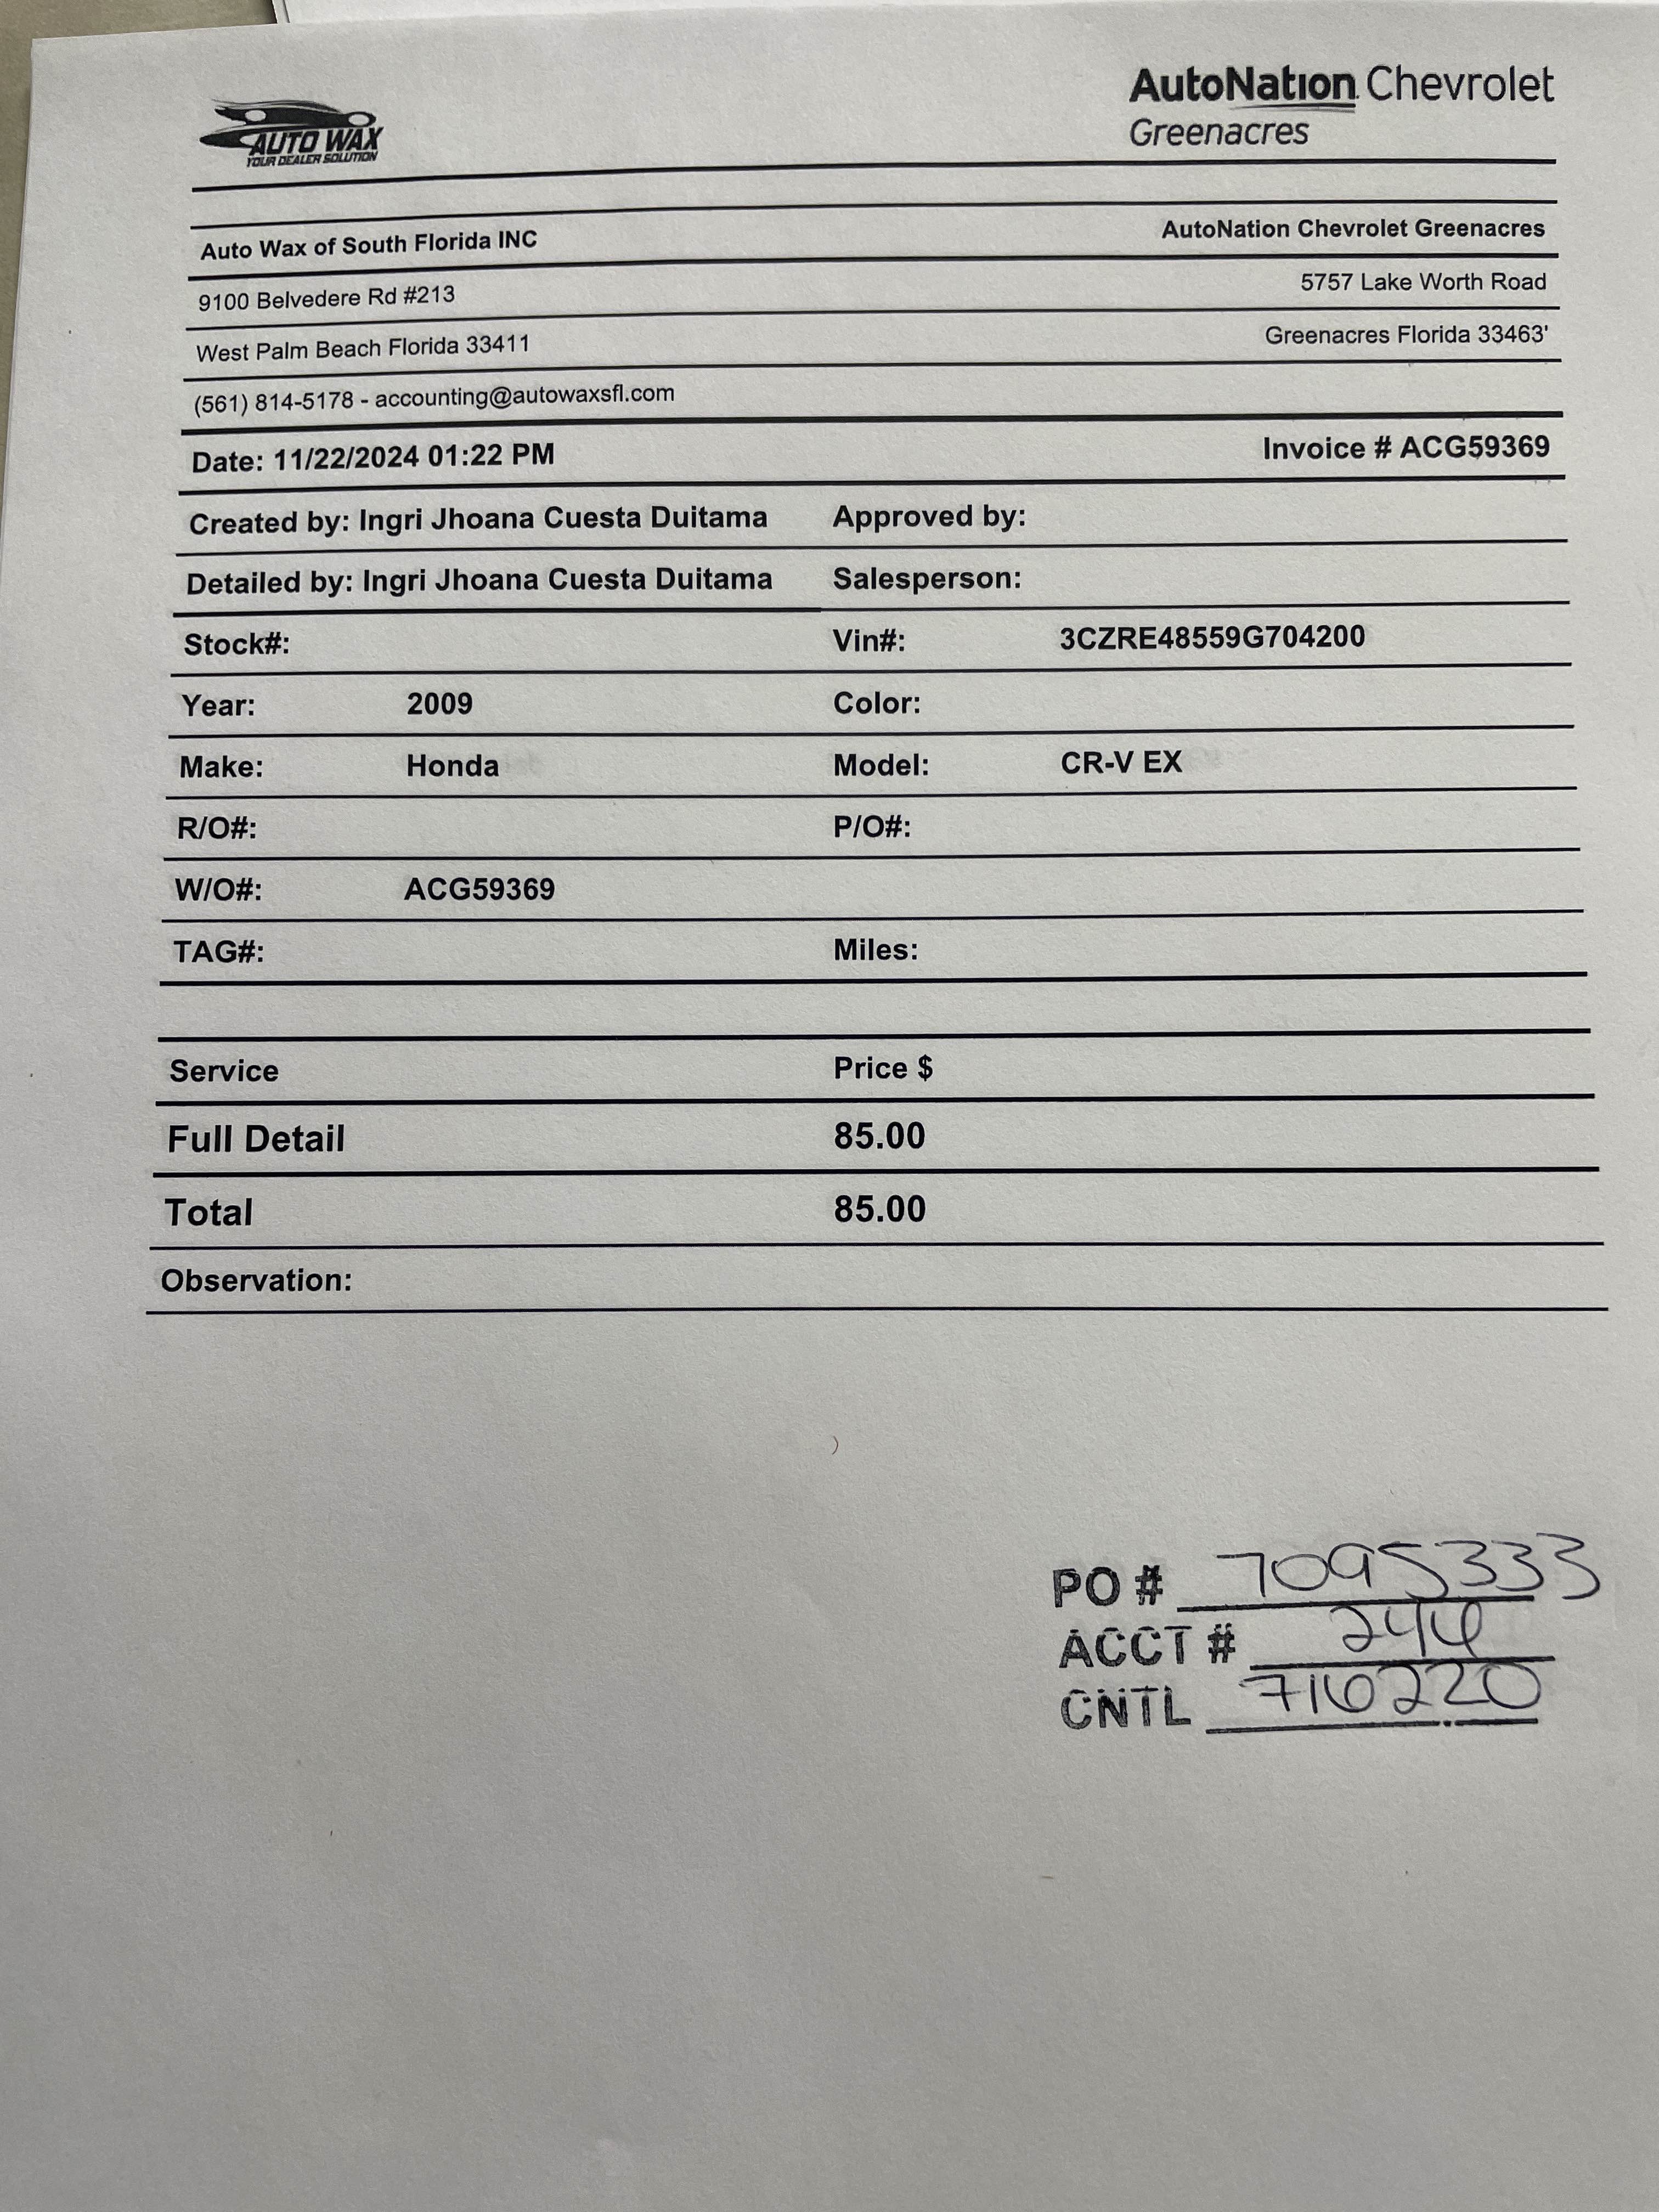 AUTO WAX
YOUR DEALER SOLUTION
AutoNation Chevrolet
Greenacres
Auto Wax of South Florida INC
AutoNation Chevrolet Greenacres
9100 Belvedere Rd #213
5757 Lake Worth Road
West Palm Beach Florida 33411
Greenacres Florida 33463'
(561) 814-5178 - accounting@autowaxsfl.com
Date: 11/22/2024 01:22 PM
Invoice # ACG59369
Created by: Ingri Jhoana Cuesta Duitama Approved by:
Detailed by: Ingri Jhoana Cuesta Duitama Salesperson:
Stock#: Vin#: 3CZRE48559G704200
Year: 2009 Color:
Make: Honda Model: CR-V EX
R/O#: P/O#:
W/O#: ACG59369
TAG#: Miles:
Service Price $
Full Detail 85.00
Total 85.00
Observation:
PO # 7095333
ACCT #
CNTL